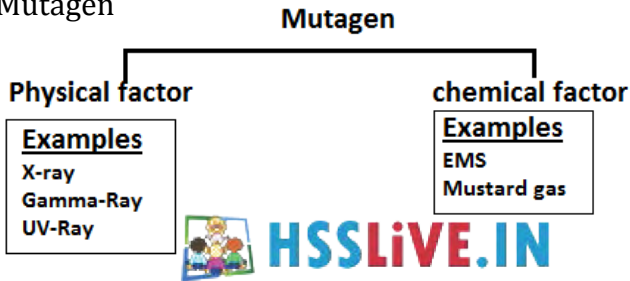 Mutagen
Mutagen
Physical factor
chemical factor
Examples
X-ray
Gamma-Ray
UV-Ray
Examples
EMS
Mustard gas
HSSLiVE.IN